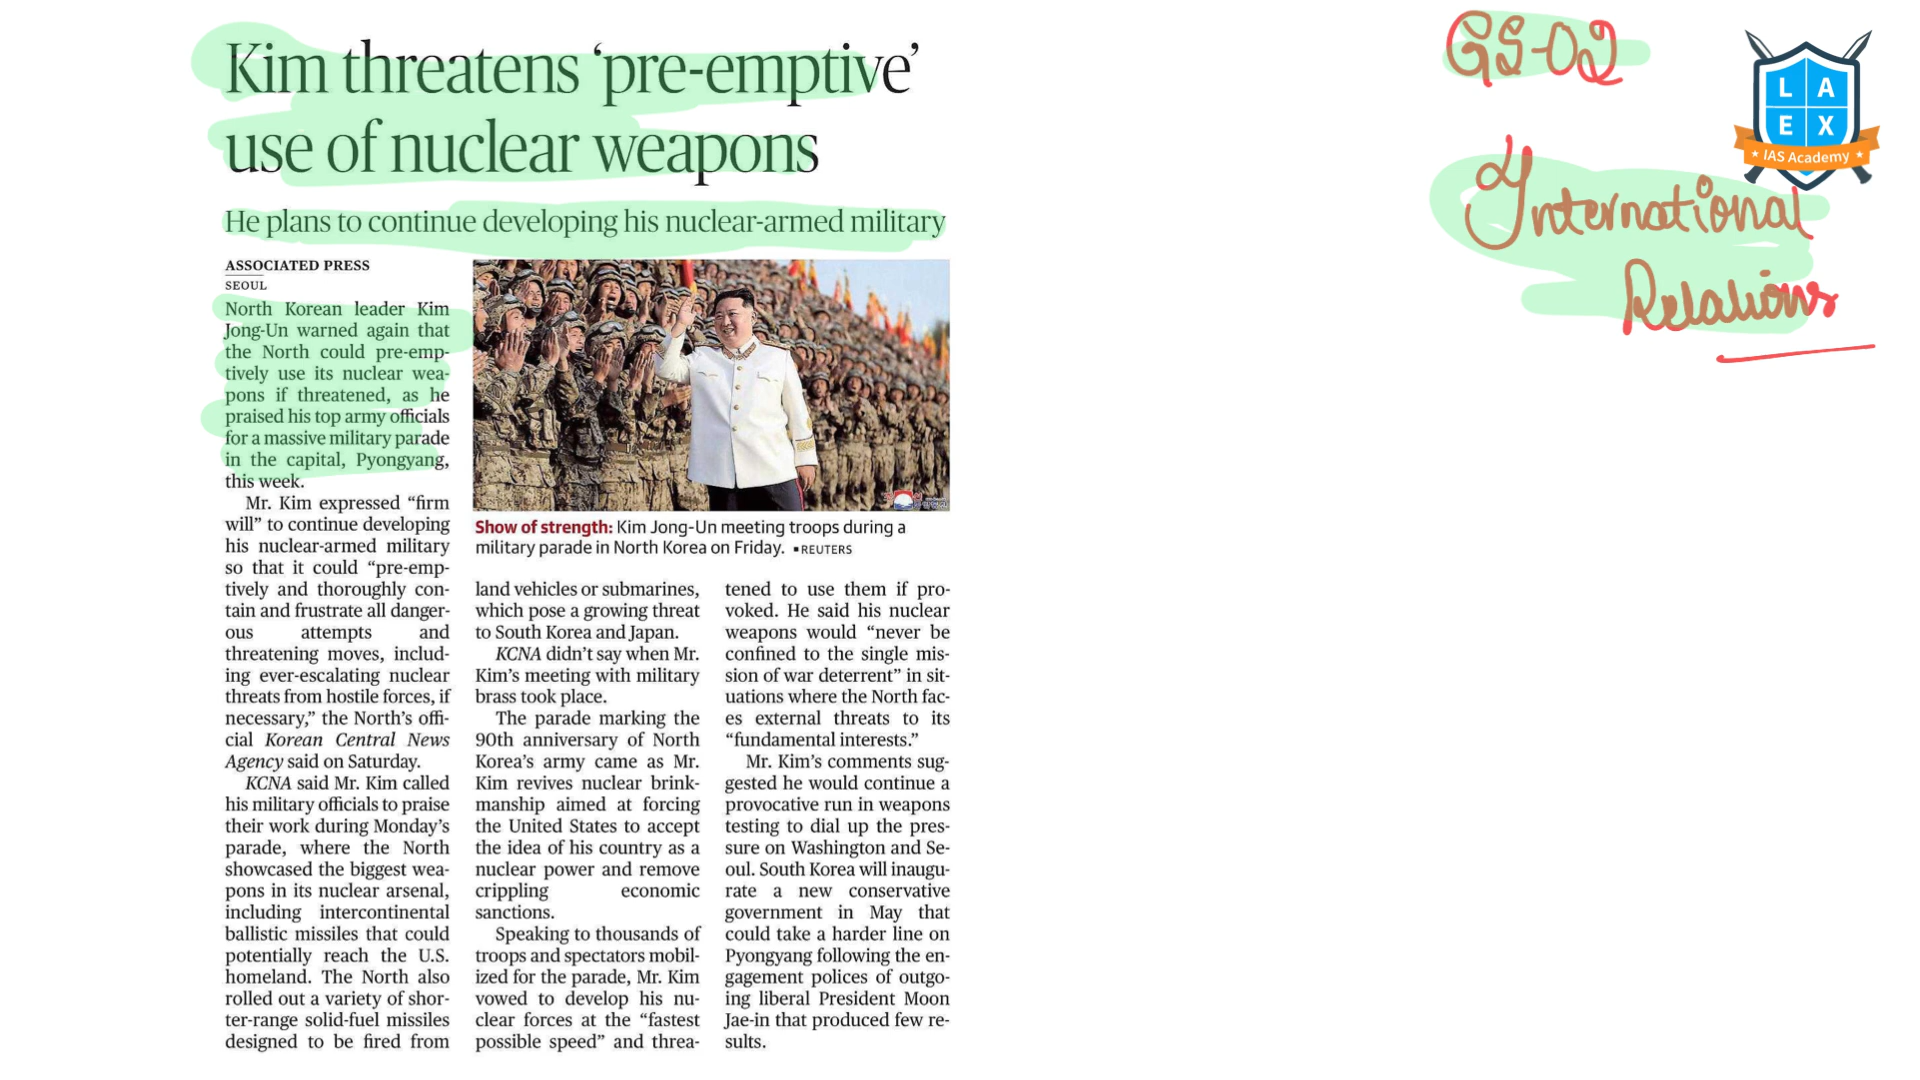 Kim threatens ‘pre-emptive’
use of nuclear weapons
He plans to continue developing his nuclear-armed military
ASSOCIATED PRESS
SEOUL
North Korean leader Kim
Jong-Un warned again that
the North could pre-emp-
tively use its nuclear wea-
pons if threatened, as he
praised his top army officials
for a massive military parade
in the capital, Pyongyang,
this week.
Mr. Kim expressed “firm
will” to continue developing
his nuclear-armed military
so that it could “pre-emp-
tively and thoroughly con-
tain and frustrate all danger-
ous attempts and
threatening moves, includ-
ing ever-escalating nuclear
threats from hostile forces, if
necessary,” the North’s offi-
cial Korean Central News
Agency said on Saturday.
KCNA said Mr. Kim called
his military officials to praise
their work during Monday’s
parade, where the North
showcased the biggest wea-
pons in its nuclear arsenal,
including intercontinental
ballistic missiles that could
potentially reach the U.S.
homeland. The North also
rolled out a variety of shor-
ter-range solid-fuel missiles
designed to be fired from
Show of strength: Kim Jong-Un meeting troops during a
military parade in North Korea on Friday. ▪REUTERS
land vehicles or submarines,
which pose a growing threat
to South Korea and Japan.
KCNA didn’t say when Mr.
Kim’s meeting with military
brass took place.
The parade marking the
90th anniversary of North
Korea’s army came as Mr.
Kim revives nuclear brink-
manship aimed at forcing
the United States to accept
the idea of his country as a
nuclear power and remove
crippling economic
sanctions.
Speaking to thousands of
troops and spectators mobil-
ized for the parade, Mr. Kim
vowed to develop his nu-
clear forces at the “fastest
possible speed” and threa-
tened to use them if pro-
voked. He said his nuclear
weapons would “never be
confined to the single mis-
sion of war deterrent” in sit-
uations where the North fac-
es external threats to its
“fundamental interests.”
Mr. Kim’s comments sug-
gested he would continue a
provocative run in weapons
testing to dial up the pres-
sure on Washington and Se-
oul. South Korea will inaugu-
rate a new conservative
government in May that
could take a harder line on
Pyongyang following the en-
gagement polices of outgo-
ing liberal President Moon
Jae-in that produced few re-
sults.
GS-02
International
Relations
L A
E X
IAS Academy